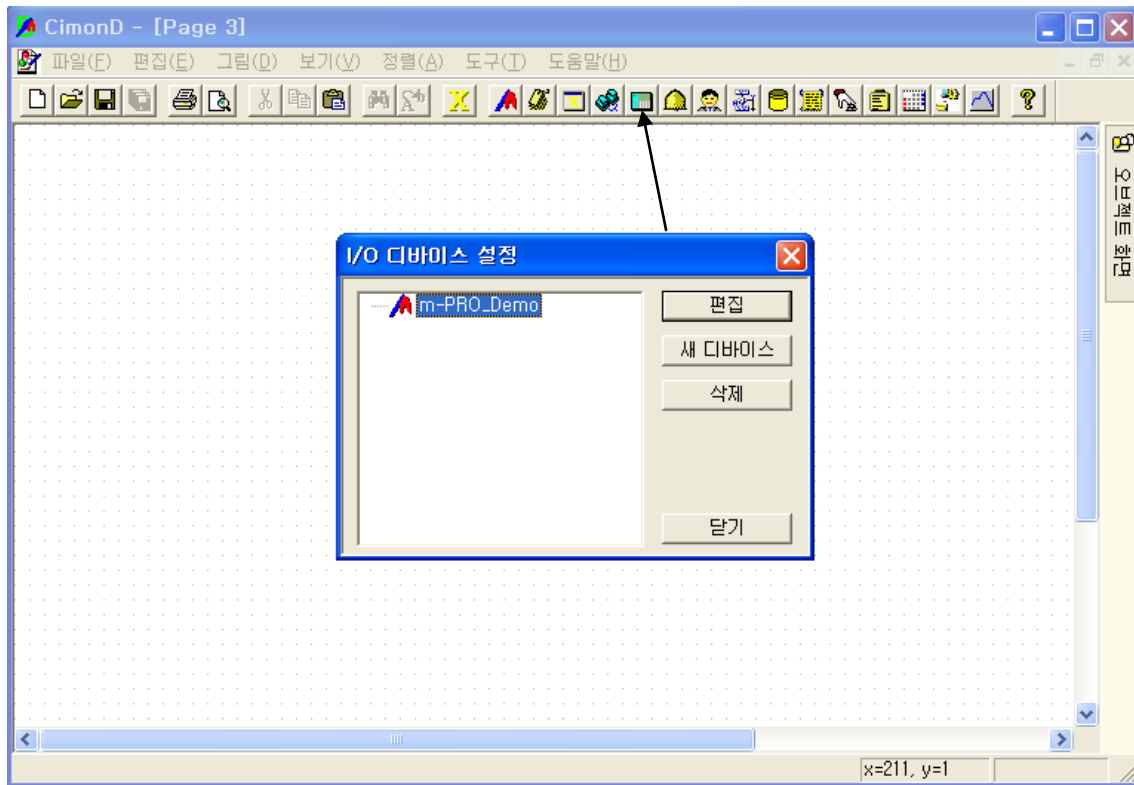 CimonD - [Page 3]
파일(F) 편집(E) 그림(D) 보기(V) 정렬(A) 도구(T) 도움말(H)
오브젝트 한모
I/O 디바이스 설정
m-PRO_Demo
편집
새 디바이스
삭제
닫기
x=211, y=1